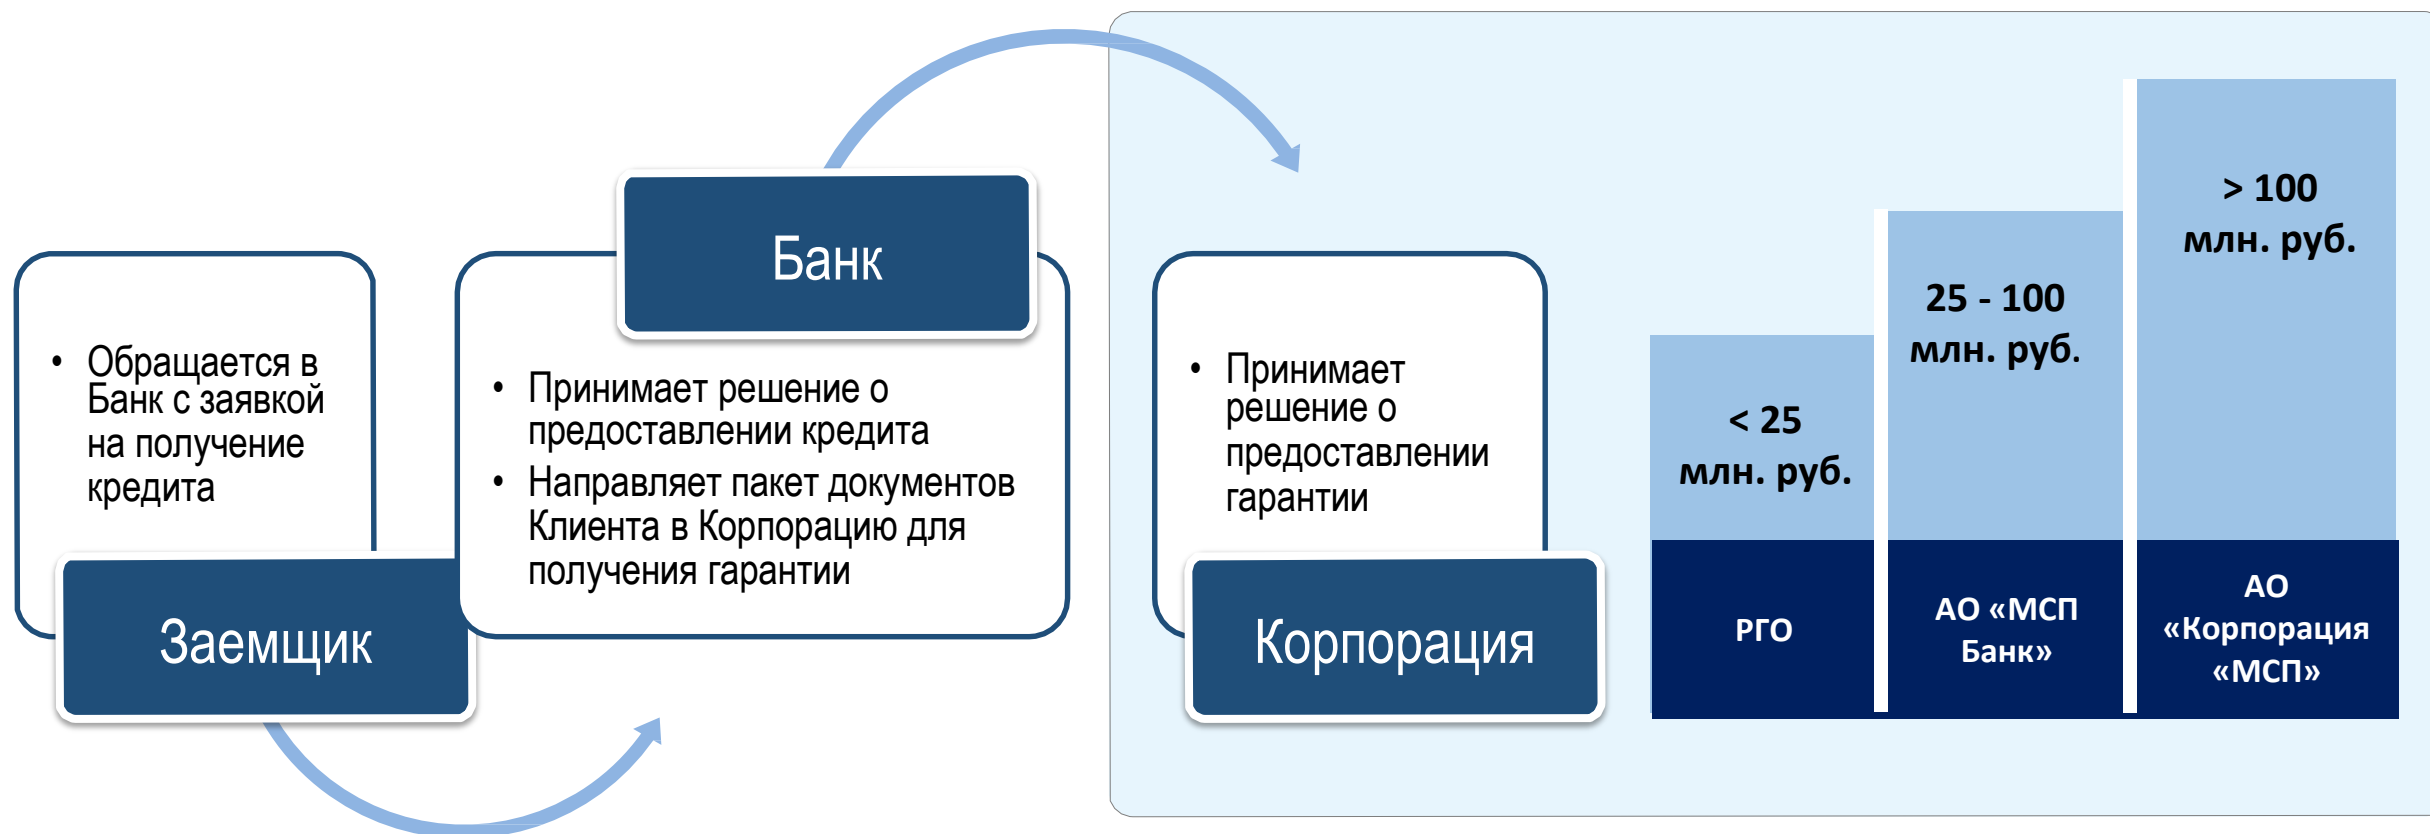 • Обращается в
Банк с заявкой
на получение
кредита
Заемщик
Банк
• Принимает решение о
предоставлении кредита
• Направляет пакет документов
Клиента в Корпорацию для
получения гарантии
• Принимает
решение о
предоставлении
гарантии
Корпорация
< 25
млн. руб.
РГО
25 - 100
млн. руб.
АО «МСП
Банк»
> 100
млн. руб.
АО
«Корпорация
«МСП»